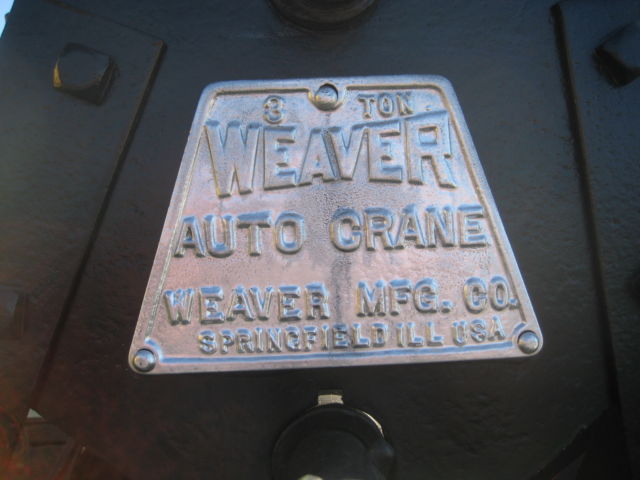 3 TON
WEAVER
AUTO CRANE
WEAVER MFG. CO.
SPRINGFIELD ILL USA